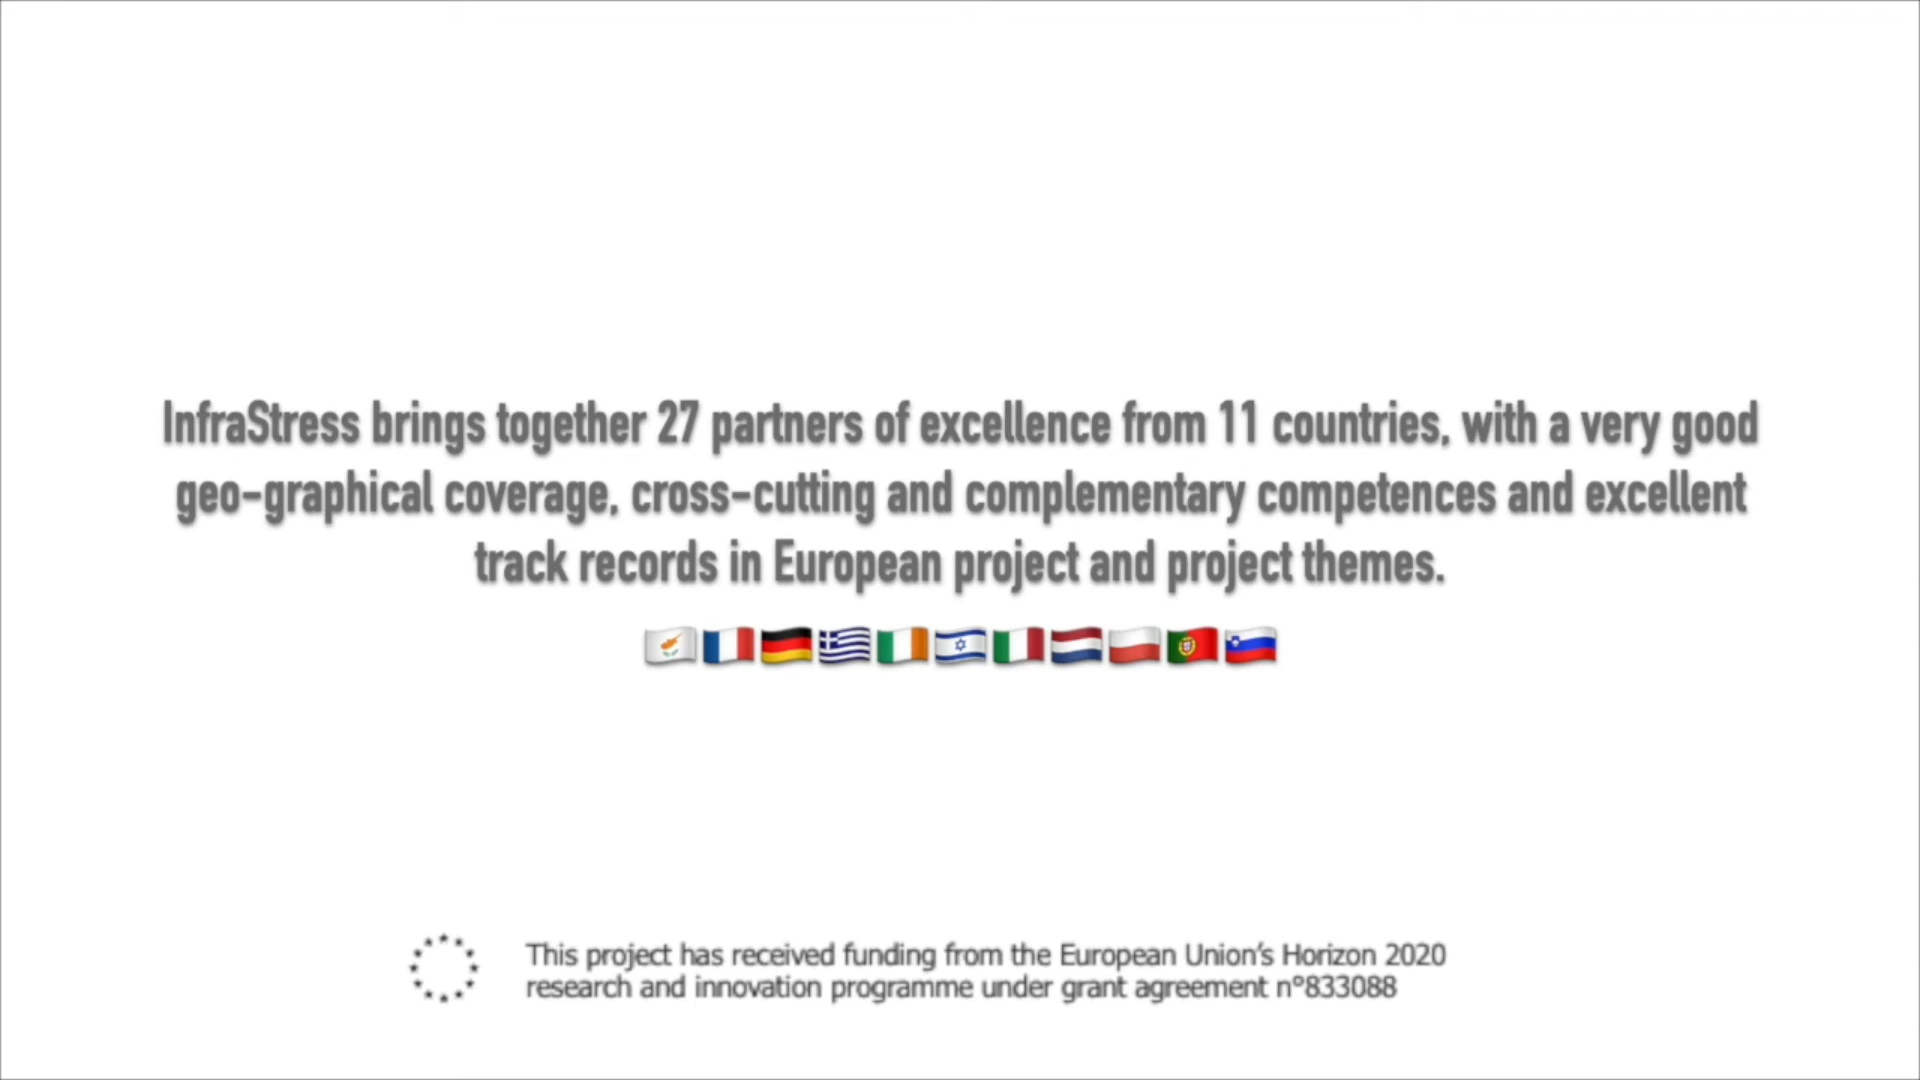 InfraStress brings together 27 partners of excellence from 11 countries, with a very good
geo-graphical coverage, cross-cutting and complementary competences and excellent
track records in European project and project themes.
This project has received funding from the European Union's Horizon 2020
research and innovation programme under grant agreement n°833088